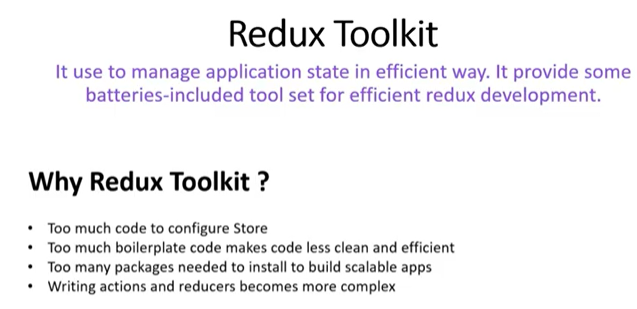 Redux Toolkit
It use to manage application state in efficient way. It provide some
batteries-included tool set for efficient redux development.
Why Redux Toolkit ?
• Too much code to configure Store
• Too much boilerplate code makes code less clean and efficient
• Too many packages needed to install to build scalable apps
• Writing actions and reducers becomes more complex